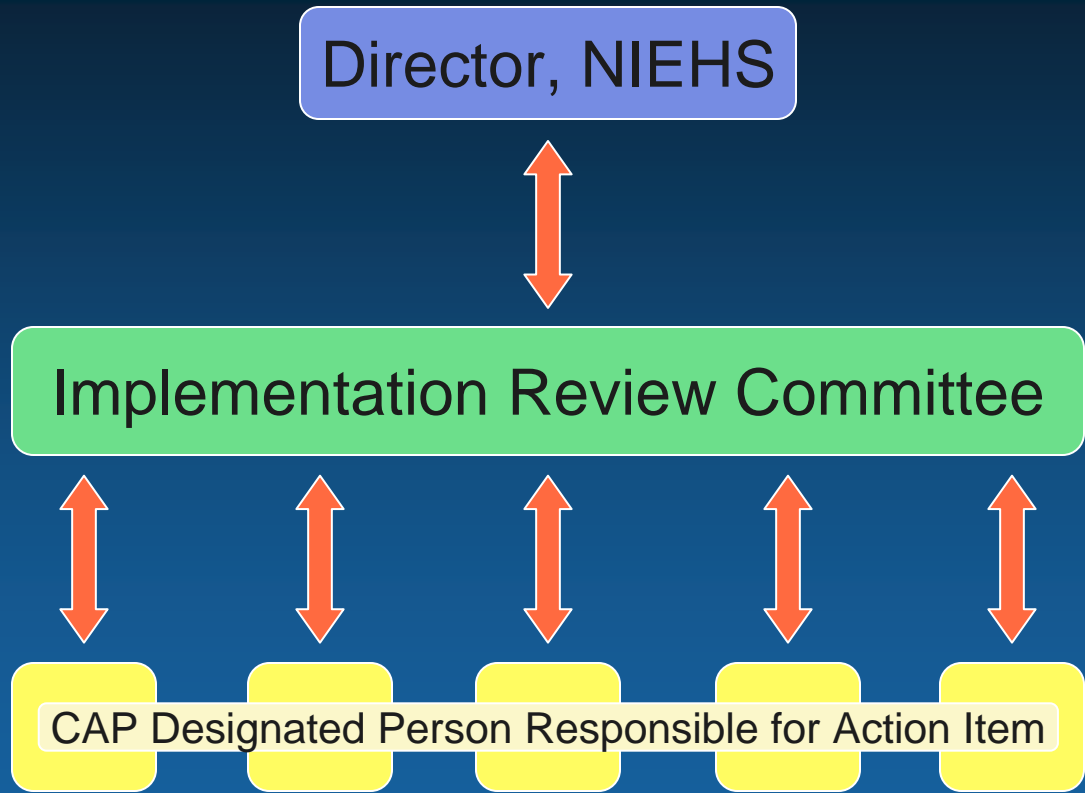 Director, NIEHS
Implementation Review Committee
CAP Designated Person Responsible for Action Item